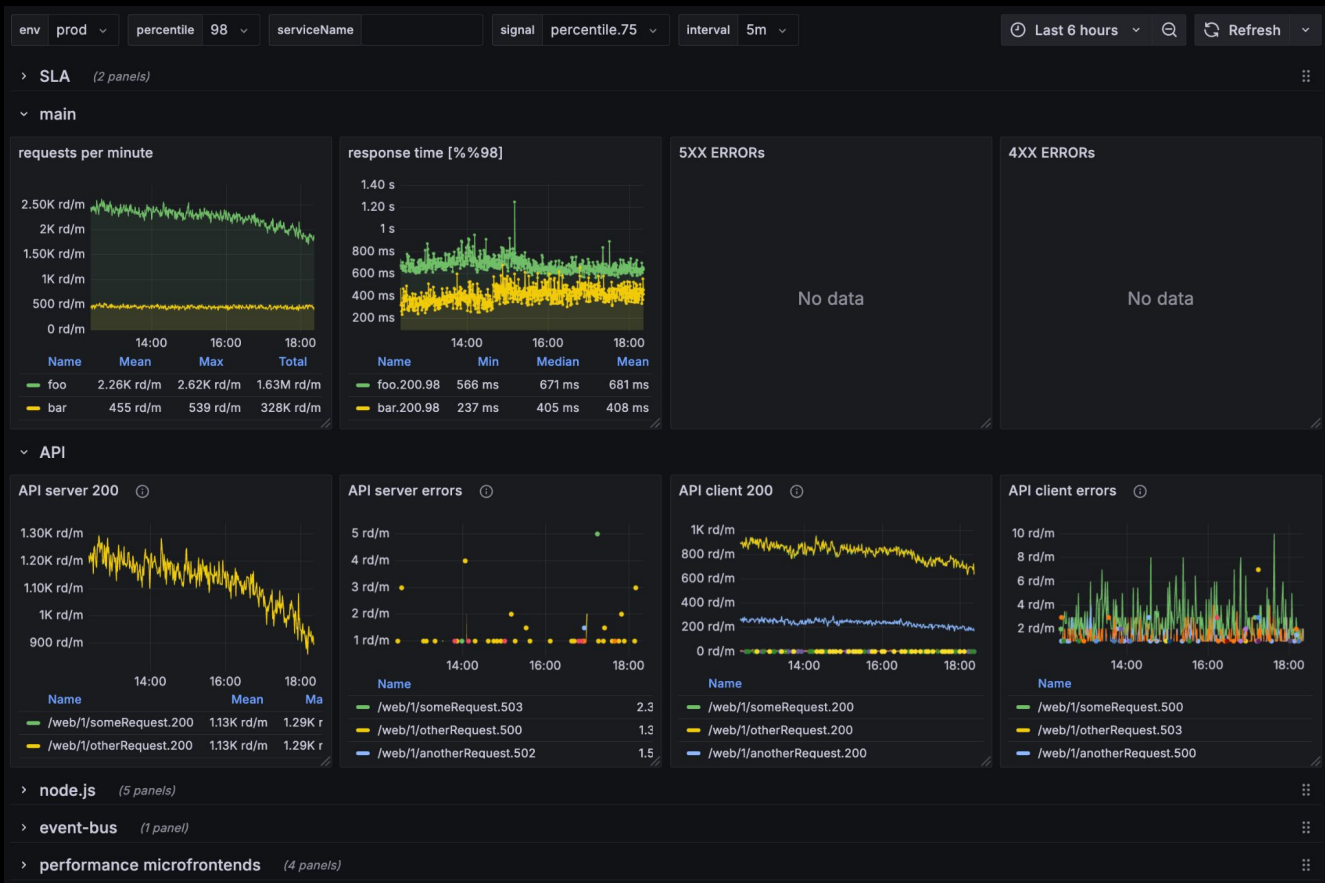 env prod percentile 98 serviceName signal percentile.75 interval 5m Last 6 hours Refresh
SLA (2 panels)
main
requests per minute
2.50K rd/m
2K rd/m
1.50K rd/m
1K rd/m
500 rd/m
0 rd/m
14:00 16:00 18:00
Name Mean Max Total
foo 2.26K rd/m 2.62K rd/m 1.63M rd/m
bar 455 rd/m 539 rd/m 328K rd/m
response time [%%98]
1.40 s
1.20 s
1 s
800 ms
600 ms
400 ms
200 ms
14:00 16:00 18:00
Name Min Median Mean
foo.200.98 566 ms 671 ms 681 ms
bar.200.98 237 ms 405 ms 408 ms
5XX ERRORs
No data
4XX ERRORs
No data
API
API server 200
1.30K rd/m
1.20K rd/m
1.10K rd/m
1K rd/m
900 rd/m
14:00 16:00 18:00
Name Mean Ma
/web/1/someRequest.200 1.13K rd/m 1.29K r
/web/1/otherRequest.200 1.13K rd/m 1.29K r
API server errors
5 rd/m
4 rd/m
3 rd/m
2 rd/m
1 rd/m
14:00 16:00 18:00
Name
/web/1/someRequest.503 2.3
/web/1/otherRequest.500 1.3
/web/1/anotherRequest.502 1.5
API client 200
1K rd/m
800 rd/m
600 rd/m
400 rd/m
200 rd/m
0 rd/m
14:00 16:00 18:00
Name
/web/1/someRequest.200
/web/1/otherRequest.200
/web/1/anotherRequest.200
API client errors
10 rd/m
8 rd/m
6 rd/m
4 rd/m
2 rd/m
14:00 16:00 18:00
Name
/web/1/someRequest.500
/web/1/otherRequest.503
/web/1/anotherRequest.500
node.js (5 panels)
event-bus (1 panel)
performance microfrontends (4 panels)